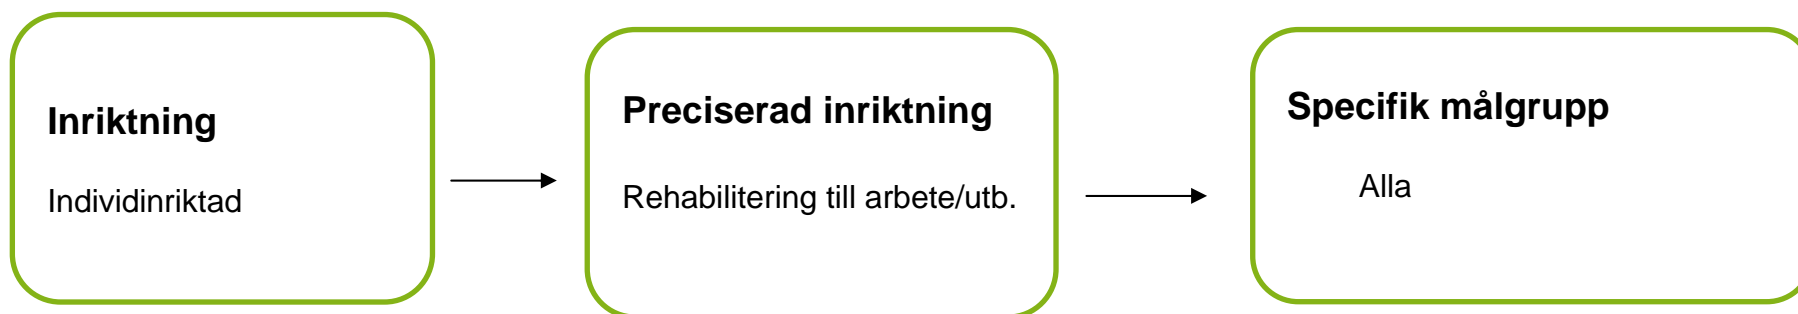 Inriktning
Individinriktad
Preciserad inriktning
Rehabilitering till arbete/utb.
Specifik målgrupp
Alla